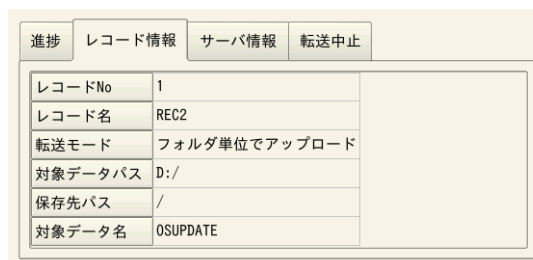 進捗 レコード情報 サーバ情報 転送中止
レコードNo 1
レコード名 REC2
転送モード フォルダ単位でアップロード
対象データパス D:/
保存先パス /
対象データ名 OSUPDATE